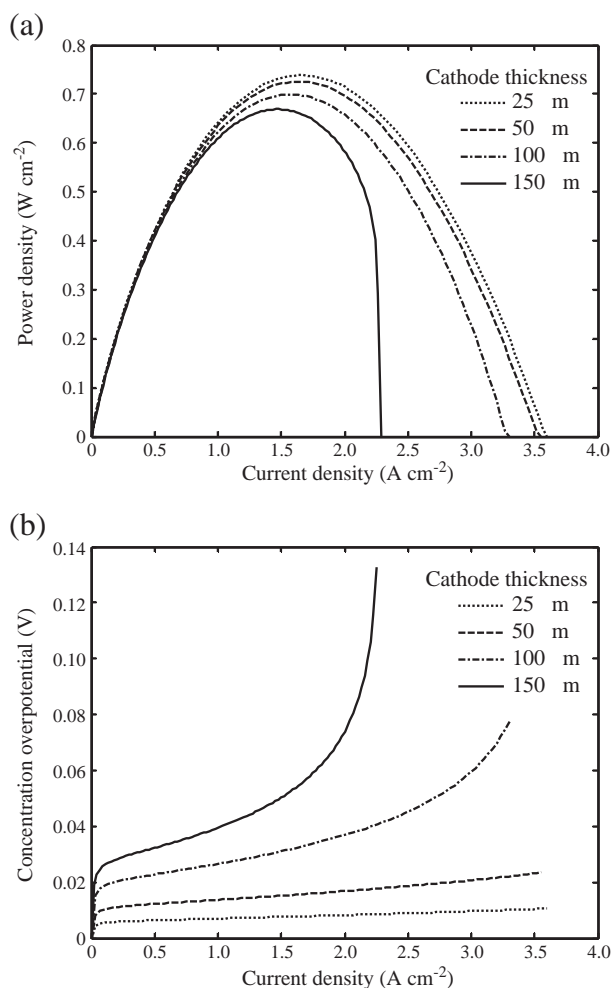 (a)
0.8
0.7
0.6
0.5
0.4
0.3
0.2
0.1
0
Power density (W cm-2)
Cathode thickness
25 m
50 m
100 m
150 m
0 0.5 1.0 1.5 2.0 2.5 3.0 3.5 4.0
Current density (A cm-2)
(b)
0.14
0.12
0.10
0.08
0.06
0.04
0.02
0
Concentration overpotential (V)
Cathode thickness
25 m
50 m
100 m
150 m
0 0.5 1.0 1.5 2.0 2.5 3.0 3.5 4.0
Current density (A cm-2)